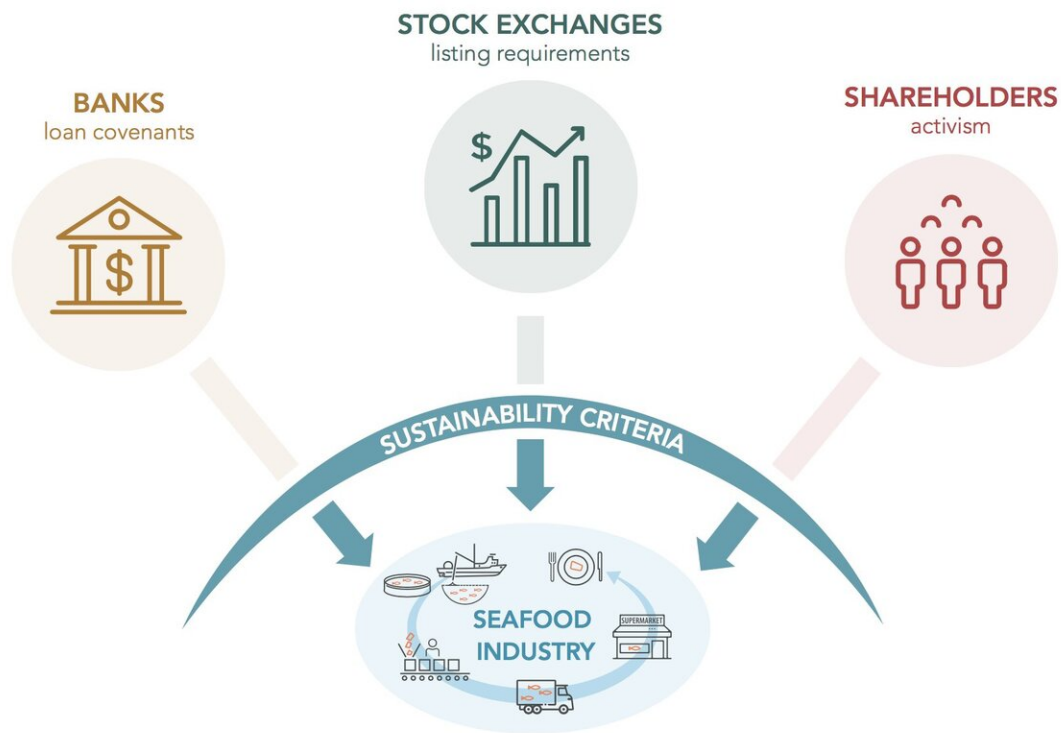 STOCK EXCHANGES
listing requirements
BANKS
loan covenants
SHAREHOLDERS
activism
$
$
SUSTAINABILITY CRITERIA
SEAFOOD
INDUSTRY
SUPERMARKET